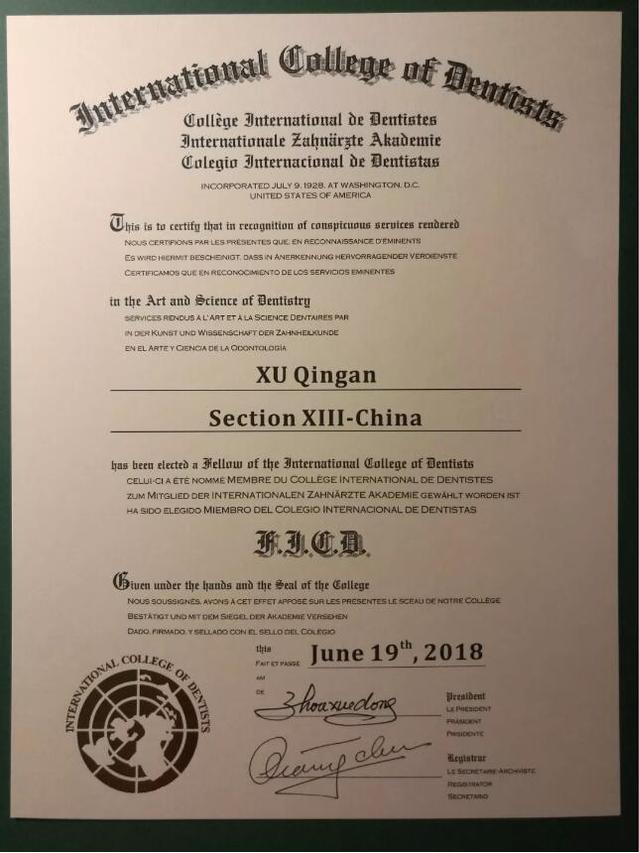 International College of Dentists
Collège International de Dentistes
Internationale Zahnärzte Akademie
Colegio Internacional de Dentistas
INCORPORATED JULY 9, 1928, AT WASHINGTON, D.C.
UNITED STATES OF AMERICA
This is to certify that in recognition of conspicuous services rendered
NOUS CERTIFIONS PAR LES PRÉSENTES QUE, EN RECONNAISSANCE D'ÉMINENTS
ES WIRD HIERMIT BESCHEINIGT, DASS IN ANERKENNUNG HERVORRAGENDER VERDIENSTE
CERTIFICAMOS QUE EN RECONOCIMIENTO DE LOS SERVICIOS EMINENTES
in the Art and Science of Dentistry
SERVICES RENDUS À L'ART ET À LA SCIENCE DENTAIRES PAR
IN DER KUNST UND WISSENSCHAFT DER ZAHNHEILKUNDE
EN EL ARTE Y CIENCIA DE LA ODONTOLOGÍA
XU Qingan
Section XIII-China
has been elected a Fellow of the International College of Dentists
CELUI-CI A ÉTÉ NOMMÉ MEMBRE DU COLLÈGE INTERNATIONAL DE DENTISTES
ZUM MITGLIED DER INTERNATIONALEN ZAHNÄRZTE AKADEMIE GEWÄHLT WORDEN IST
HA SIDO ELEGIDO MIEMBRO DEL COLEGIO INTERNACIONAL DE DENTISTAS
F.I.C.D.
Given under the hands and the Seal of the College
NOUS SOUSSIGNÉS, AVONS À CET EFFET APPOSÉ SUR LES PRÉSENTES LE SCEAU DE NOTRE COLLÈGE
BESTÄTIGT UND MIT DEM SIEGEL DER AKADEMIE VERSEHEN
DADO, FIRMADO, Y SELLADO CON EL SELLO DEL COLEGIO
this June 19th, 2018
FAIT ET PASSÉ
AM
DE
INTERNATIONAL COLLEGE OF DENTISTS
Zhouxuedong
President
LE PRÉSIDENT
PRÄSIDENT
PRESIDENTE
Registrar
LE SECRÉTAIRE-ARCHIVISTE
REGISTRATOR
SECRETARIO